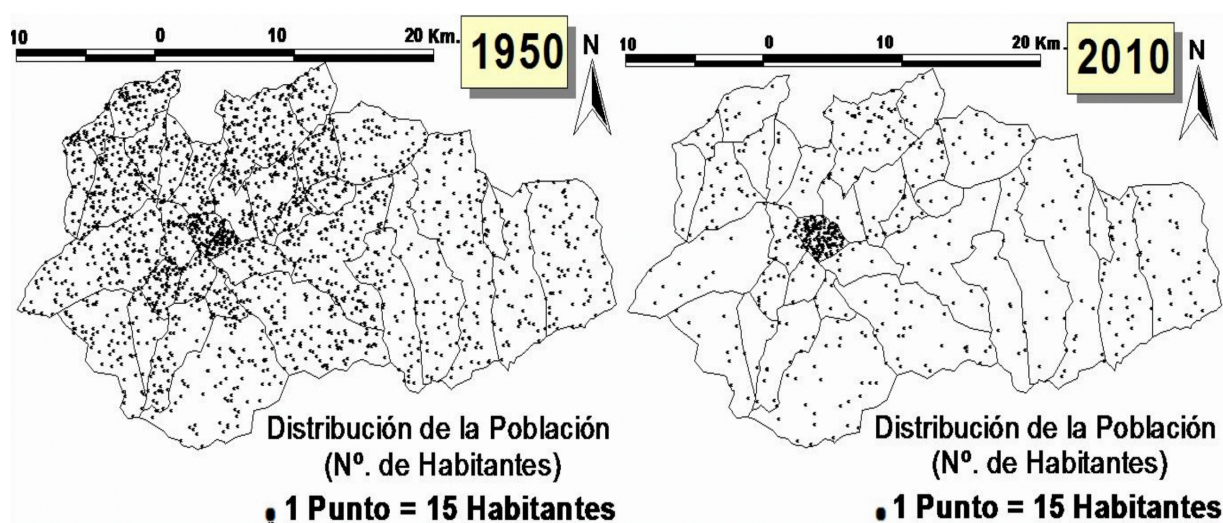 10 0 10 20 Km.
1950
N
Distribución de la Población
(Nº. de Habitantes)
1 Punto = 15 Habitantes
10 0 10 20 Km.
2010
N
Distribución de la Población
(Nº. de Habitantes)
1 Punto = 15 Habitantes